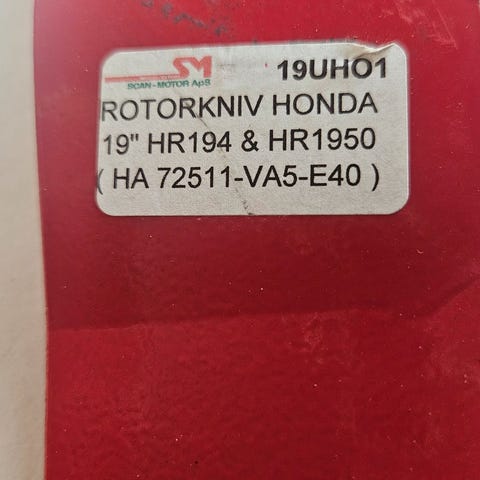 SM
19UHO1
SCAN-MOTOR ApS
ROTORKNIV HONDA
19" HR194 & HR1950
( HA 72511-VA5-E40 )